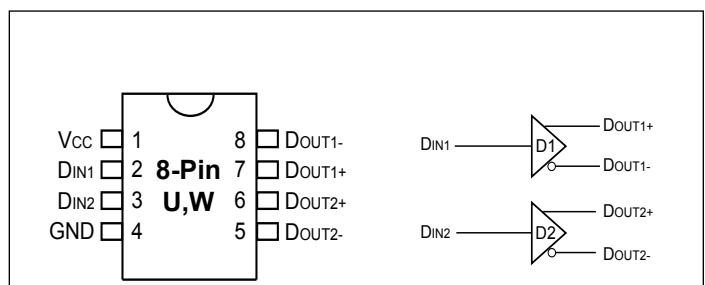 VCC 1 8 DOUT1-
DIN1 2 8-Pin 7 DOUT1+
DIN2 3 U,W 6 DOUT2+
GND 4 5 DOUT2-
DOUT1+
DIN1 D1
DOUT1-
DOUT2+
DIN2 D2
DOUT2-